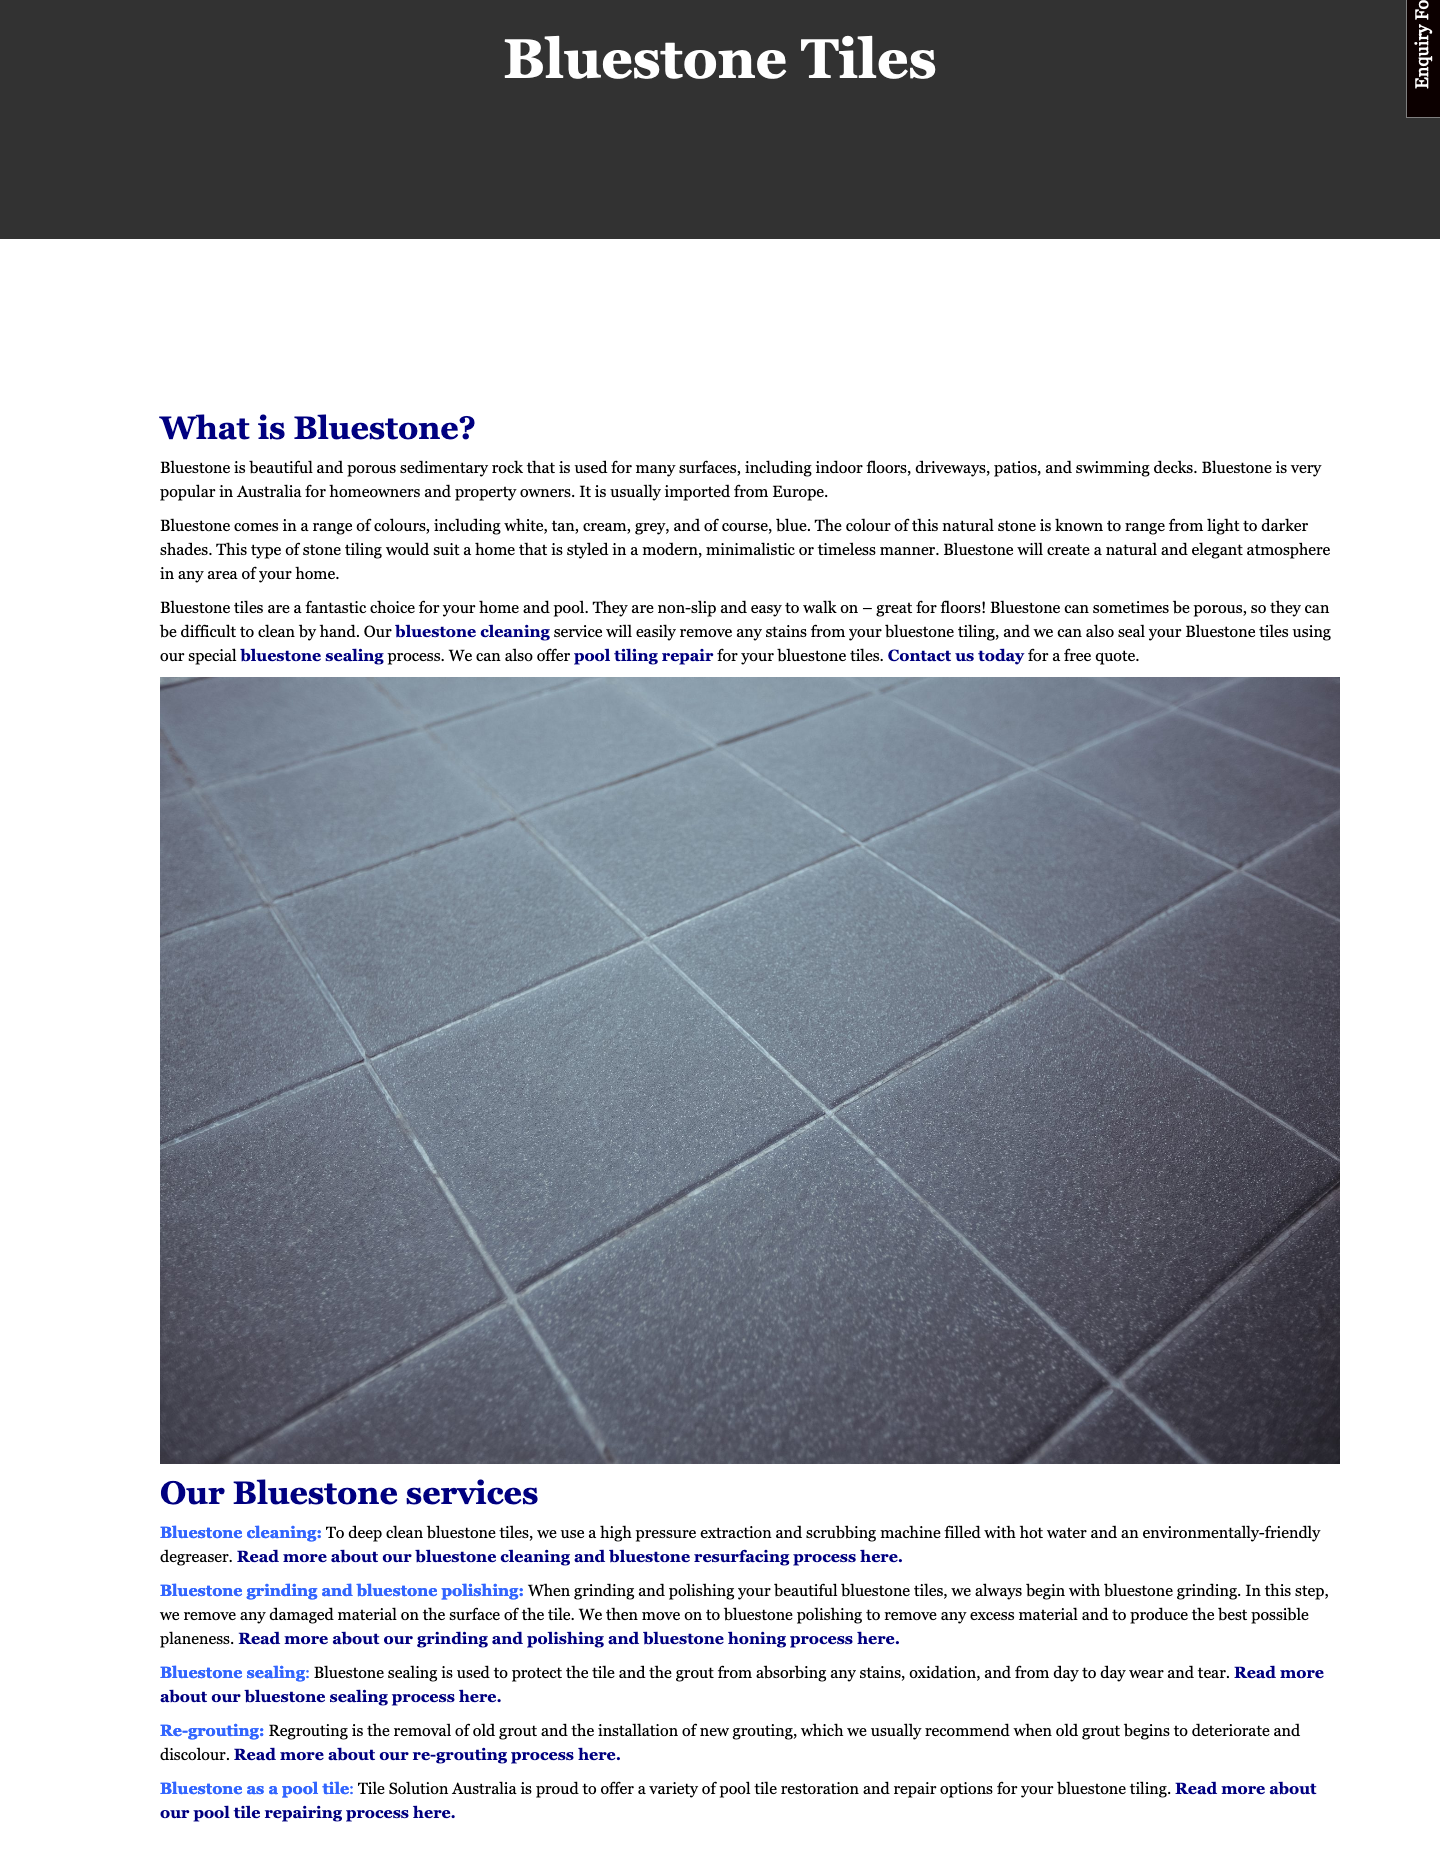 Bluestone Tiles
Enquiry Fo
What is Bluestone?
Bluestone is beautiful and porous sedimentary rock that is used for many surfaces, including indoor floors, driveways, patios, and swimming decks. Bluestone is very
popular in Australia for homeowners and property owners. It is usually imported from Europe.
Bluestone comes in a range of colours, including white, tan, cream, grey, and of course, blue. The colour of this natural stone is known to range from light to darker
shades. This type of stone tiling would suit a home that is styled in a modern, minimalistic or timeless manner. Bluestone will create a natural and elegant atmosphere
in any area of your home.
Bluestone tiles are a fantastic choice for your home and pool. They are non-slip and easy to walk on – great for floors! Bluestone can sometimes be porous, so they can
be difficult to clean by hand. Our bluestone cleaning service will easily remove any stains from your bluestone tiling, and we can also seal your Bluestone tiles using
our special bluestone sealing process. We can also offer pool tiling repair for your bluestone tiles. Contact us today for a free quote.
Our Bluestone services
Bluestone cleaning: To deep clean bluestone tiles, we use a high pressure extraction and scrubbing machine filled with hot water and an environmentally-friendly
degreaser. Read more about our bluestone cleaning and bluestone resurfacing process here.
Bluestone grinding and bluestone polishing: When grinding and polishing your beautiful bluestone tiles, we always begin with bluestone grinding. In this step,
we remove any damaged material on the surface of the tile. We then move on to bluestone polishing to remove any excess material and to produce the best possible
planeness. Read more about our grinding and polishing and bluestone honing process here.
Bluestone sealing: Bluestone sealing is used to protect the tile and the grout from absorbing any stains, oxidation, and from day to day wear and tear. Read more
about our bluestone sealing process here.
Re-grouting: Regrouting is the removal of old grout and the installation of new grouting, which we usually recommend when old grout begins to deteriorate and
discolour. Read more about our re-grouting process here.
Bluestone as a pool tile: Tile Solution Australia is proud to offer a variety of pool tile restoration and repair options for your bluestone tiling. Read more about
our pool tile repairing process here.